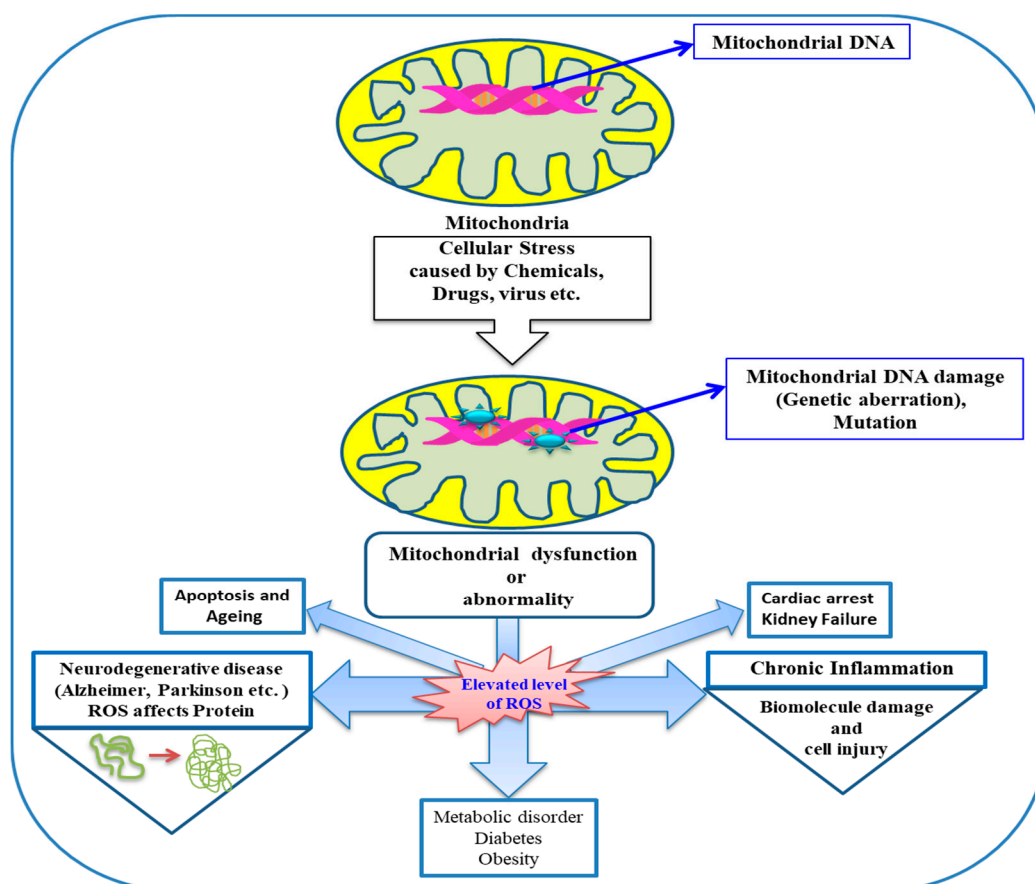 Mitochondrial DNA
Mitochondria
Cellular Stress
caused by Chemicals,
Drugs, virus etc.
Mitochondrial DNA damage
(Genetic aberration),
Mutation
Mitochondrial dysfunction
or
abnormality
Apoptosis and
Ageing
Cardiac arrest
Kidney Failure
Neurodegenerative disease
(Alzheimer, Parkinson etc. )
ROS affects Protein
Elevated level
of ROS
Chronic Inflammation
Biomolecule damage
and
cell injury
Metabolic disorder
Diabetes
Obesity